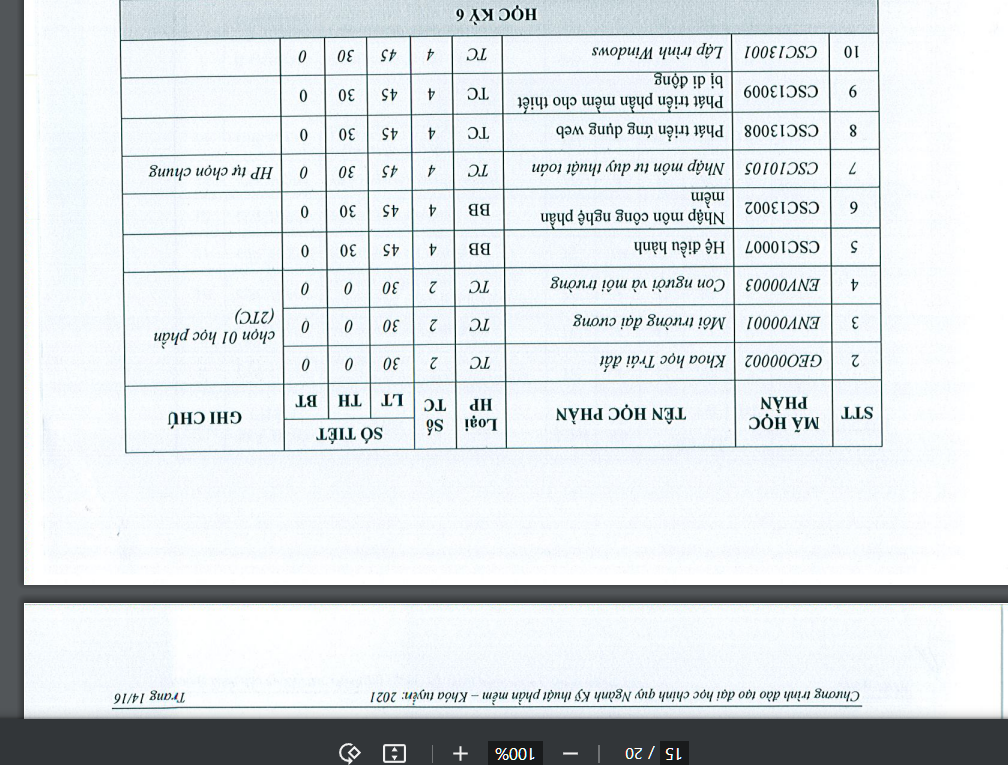 15 / 20 | — 100% + |
Chương trình đào tạo đại học chính quy Ngành Kỹ thuật phần mềm – Khóa tuyển: 2021 Trang 14/16
STT MÃ HỌC PHẦN TÊN HỌC PHẦN Loại HP Số TC SỐ TIẾT GHI CHÚ
LT TH BT
2 GEO00002 Khoa học Trái đất TC 2 30 0 0 chọn 01 học phần
3 ENV00001 Môi trường đại cương TC 2 30 0 0 (2TC)
4 ENV00003 Con người và môi trường TC 2 30 0 0
5 CSC10007 Hệ điều hành BB 4 45 30 0
6 CSC13002 Nhập môn công nghệ phần BB 4 45 30 0
mềm
7 CSC10105 Nhập môn tư duy thuật toán TC 4 45 30 0 HP tự chọn chung
8 CSC13008 Phát triển ứng dụng web TC 4 45 30 0
9 CSC13009 Phát triển phần mềm cho thiết TC 4 45 30 0
bị di động
10 CSC13001 Lập trình Windows TC 4 45 30 0
HỌC KỲ 6